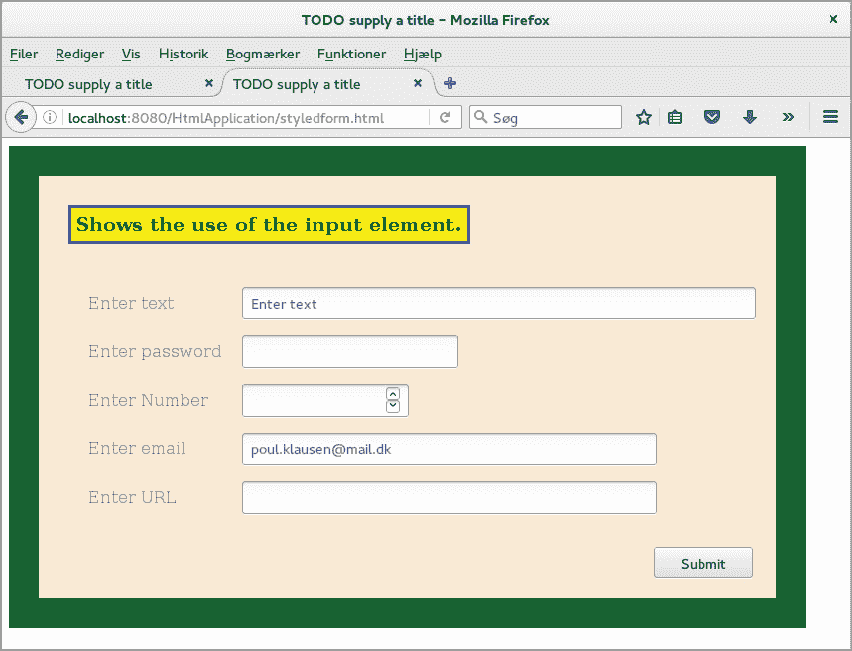 TODO supply a title – Mozilla Firefox
Filer Rediger Vis Historik Bogmærker Funktioner Hjælp
TODO supply a title TODO supply a title
localhost:8080/HtmlApplication/styledform.html Søg
Shows the use of the input element.
Enter text Enter text
Enter password
Enter Number
Enter email poul.klausen@mail.dk
Enter URL
Submit